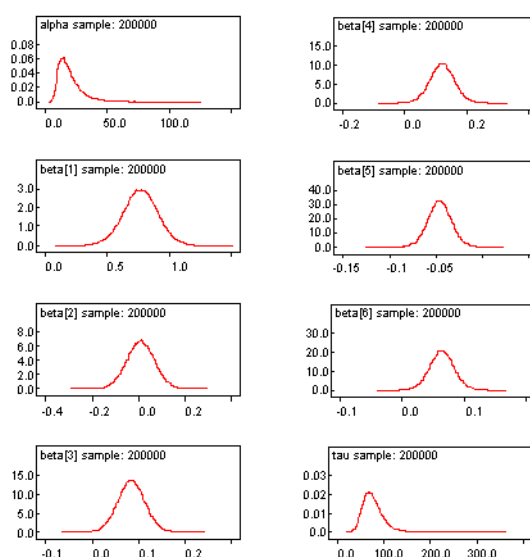 alpha sample: 200000
0.08
0.06
0.04
0.02
0.0
0.0 50.0 100.0
beta[1] sample: 200000
3.0
2.0
1.0
0.0
0.0 0.5 1.0
beta[2] sample: 200000
8.0
6.0
4.0
2.0
0.0
-0.4 -0.2 0.0 0.2
beta[3] sample: 200000
15.0
10.0
5.0
0.0
-0.1 0.0 0.1 0.2
beta[4] sample: 200000
15.0
10.0
5.0
0.0
-0.2 0.0 0.2
beta[5] sample: 200000
40.0
30.0
20.0
10.0
0.0
-0.15 -0.1 -0.05
beta[6] sample: 200000
30.0
20.0
10.0
0.0
-0.1 0.0 0.1
tau sample: 200000
0.03
0.02
0.01
0.0
0.0 100.0 200.0 300.0